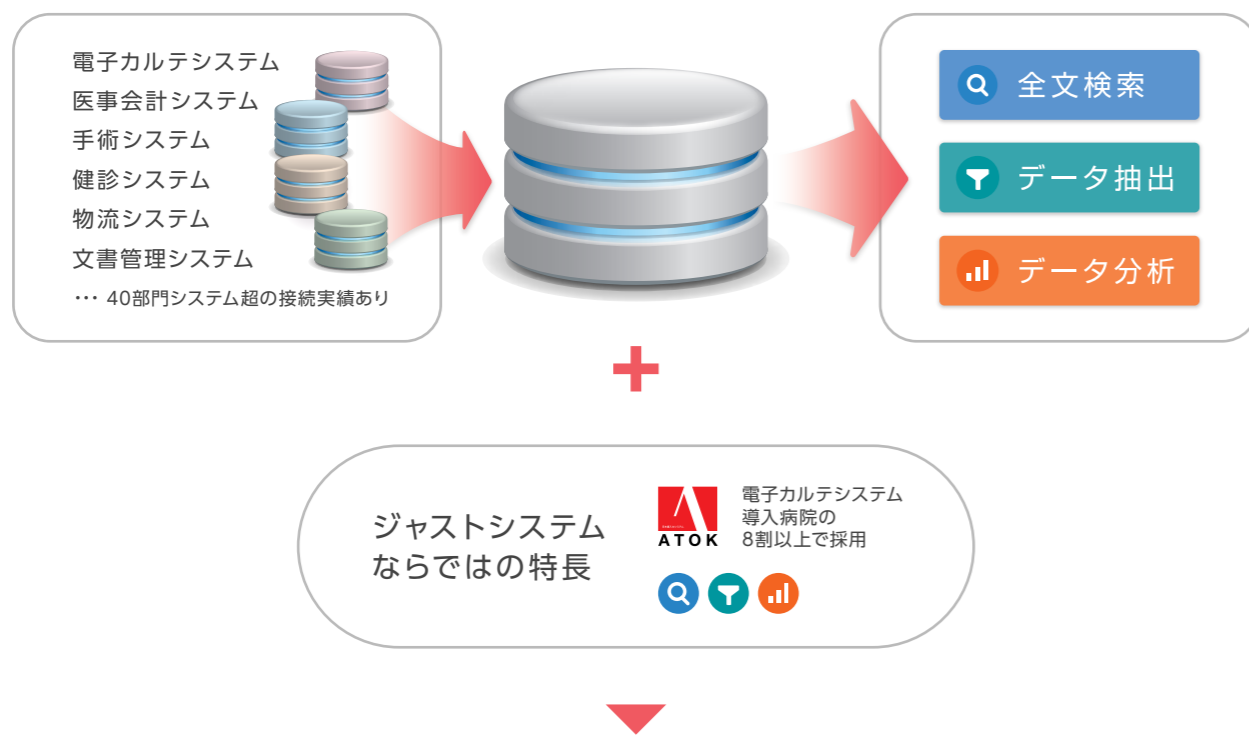 電子カルテシステム
医事会計システム
手術システム
健診システム
物流システム
文書管理システム
… 40部門システム超の接続実績あり
全文検索
データ抽出
データ分析
ジャストシステム
ならではの特長
ATOK
電子カルテシステム
導入病院の
8割以上で採用